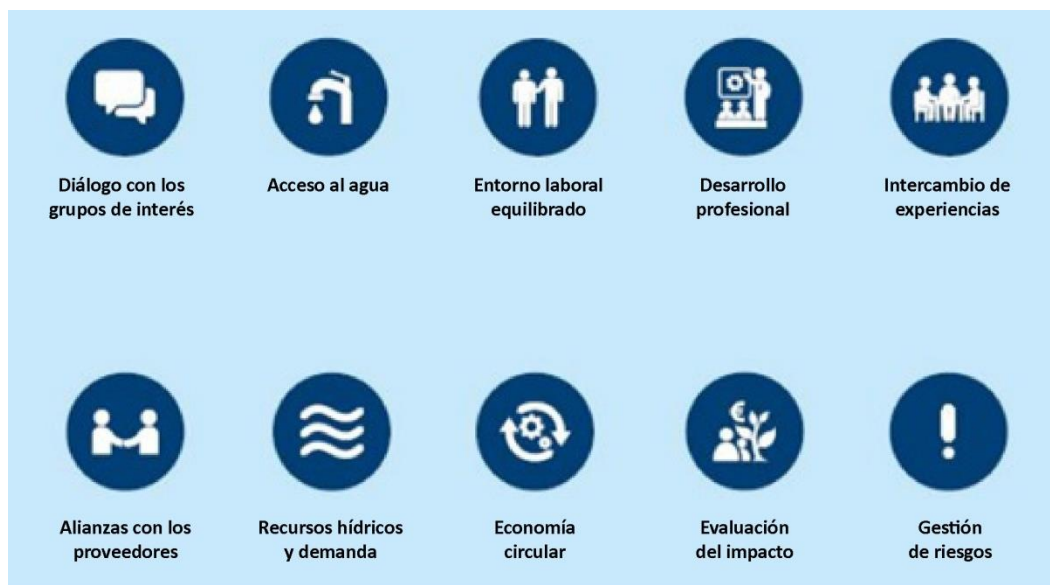 Diálogo con los
grupos de interés
Acceso al agua
Entorno laboral
equilibrado
Desarrollo
profesional
Intercambio de
experiencias
Alianzas con los
proveedores
Recursos hídricos
y demanda
Economía
circular
Evaluación
del impacto
Gestión
de riesgos